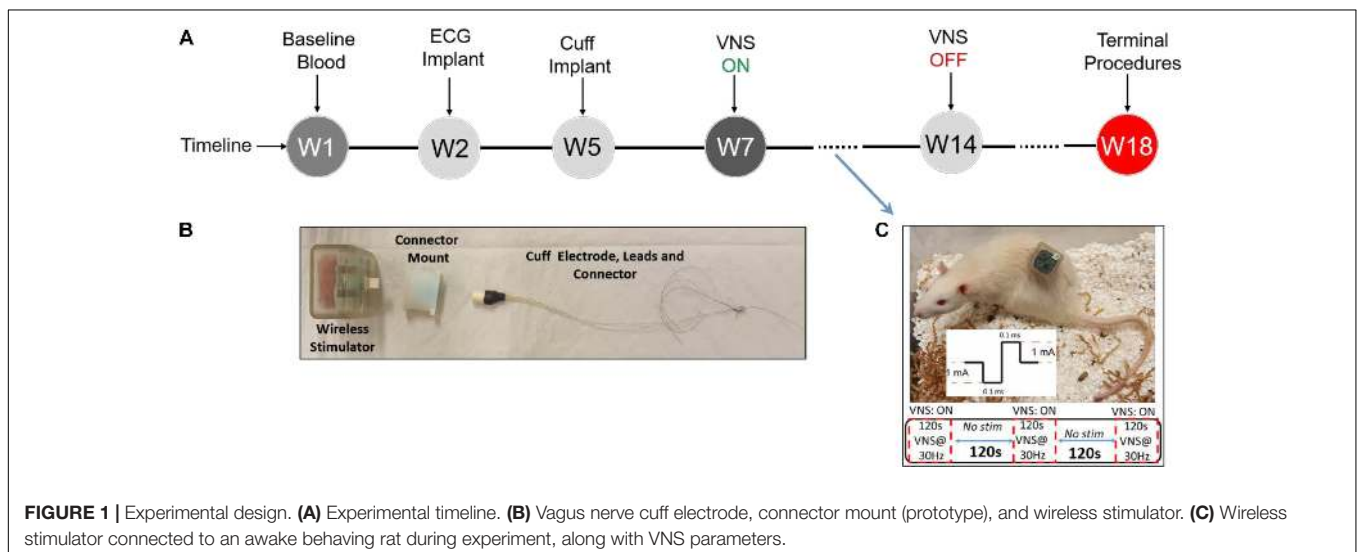 A
Baseline
Blood
ECG
Implant
Cuff
Implant
VNS
ON
VNS
OFF
Terminal
Procedures
Timeline
W1
W2
W5
W7
W14
W18
B
Wireless
Stimulator
Connector
Mount
Cuff Electrode, Leads and
Connector
C
0.1 ms
1 mA
mA
0.1 ms
VNS: ON VNS: ON VNS: ON
120s No stim 120s No stim 120s
VNS@ 120s VNS@ 120s VNS@
30Hz 30Hz 30Hz
FIGURE 1 | Experimental design. (A) Experimental timeline. (B) Vagus nerve cuff electrode, connector mount (prototype), and wireless stimulator. (C) Wireless
stimulator connected to an awake behaving rat during experiment, along with VNS parameters.